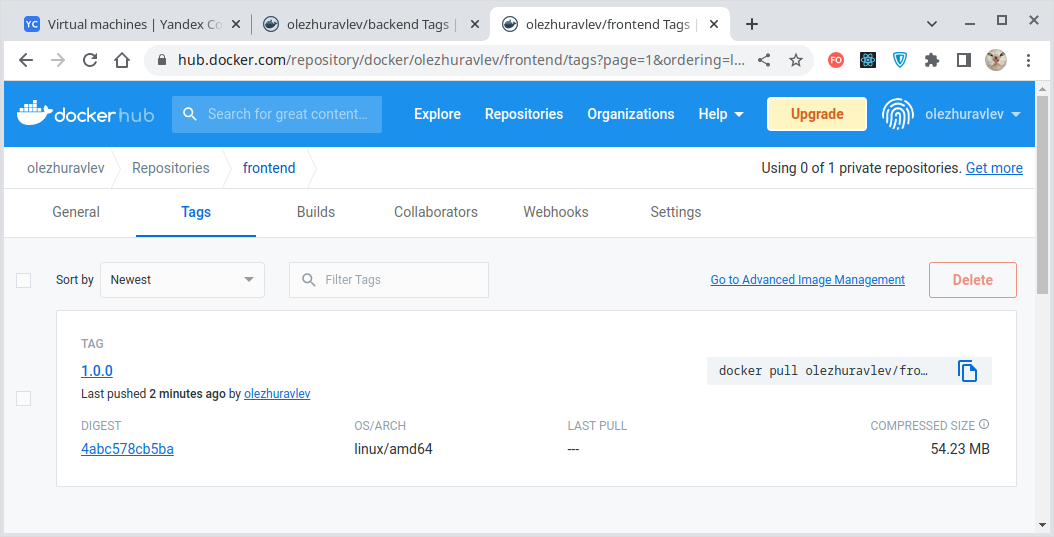 Virtual machines | Yandex Co
olezhuravlev/backend Tags |
olezhuravlev/frontend Tags |
hub.docker.com/repository/docker/olezhuravlev/frontend/tags?page=1&ordering=l...
FO
docker hub
Search for great content...
Explore
Repositories
Organizations
Help
Upgrade
olezhuravlev
olezhuravlev
Repositories
frontend
Using 0 of 1 private repositories. Get more
General
Tags
Builds
Collaborators
Webhooks
Settings
Sort by
Newest
Filter Tags
Go to Advanced Image Management
Delete
TAG
1.0.0
docker pull olezhuravlev/fro…
Last pushed 2 minutes ago by olezhuravlev
DIGEST
OS/ARCH
LAST PULL
COMPRESSED SIZE
4abc578cb5ba
linux/amd64
---
54.23 MB